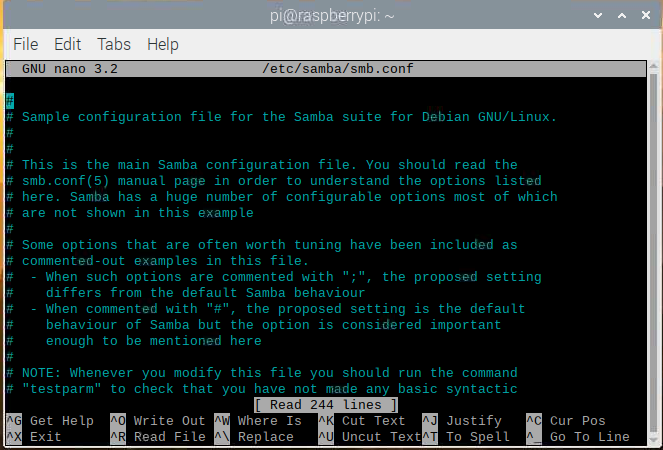 pi@raspberrypi: ~
File Edit Tabs Help
GNU nano 3.2 /etc/samba/smb.conf
#
# Sample configuration file for the Samba suite for Debian GNU/Linux.
#
#
# This is the main Samba configuration file. You should read the
# smb.conf(5) manual page in order to understand the options listed
# here. Samba has a huge number of configurable options most of which
# are not shown in this example
#
# Some options that are often worth tuning have been included as
# commented-out examples in this file.
#  - When such options are commented with ";", the proposed setting
#    differs from the default Samba behaviour
#  - When commented with "#", the proposed setting is the default
#    behaviour of Samba but the option is considered important
#    enough to be mentioned here
#
# NOTE: Whenever you modify this file you should run the command
# "testparm" to check that you have not made any basic syntactic
[ Read 244 lines ]
^G Get Help ^O Write Out ^W Where Is ^K Cut Text ^J Justify ^C Cur Pos
^X Exit ^R Read File ^\ Replace ^U Uncut Text ^T To Spell ^_ Go To Line